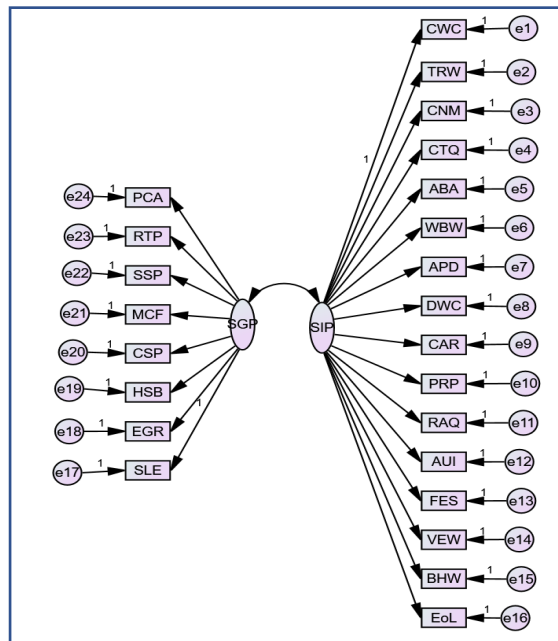 CWC 1 e1
TRW 1 e2
CNM 1 e3
1
CTQ 1 e4
ABA 1 e5
e24 1 PCA
WBW 1 e6
e23 1 RTP
APD 1 e7
e22 1 SSP
DWC 1 e8
e21 1 MCF
SGP
SIP
CAR 1 e9
e20 1 CSP
PRP 1 e10
e19 1 HSB
1
RAQ 1 e11
e18 1 EGR
AUI 1 e12
e17 1 SLE
FES 1 e13
VEW 1 e14
BHW 1 e15
EoL 1 e16